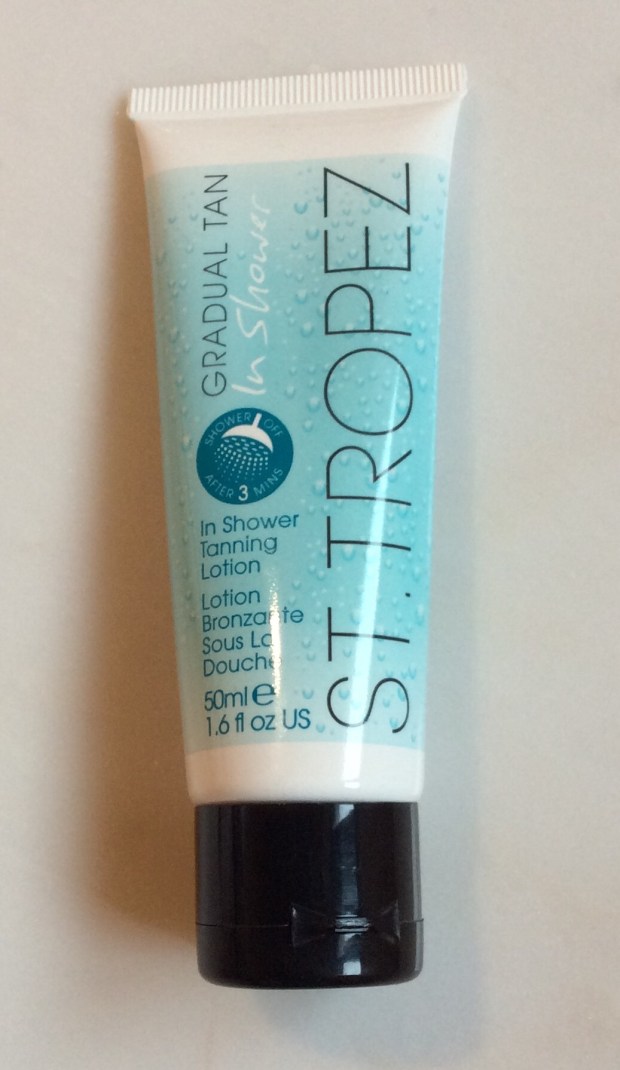 ST.TROPEZ
GRADUAL TAN
In Shower
SHOWER OFF
AFTER 3 MINS
In Shower
Tanning
Lotion
Lotion
Bronzante
Sous La
Douche
50ml e
1.6 fl oz US